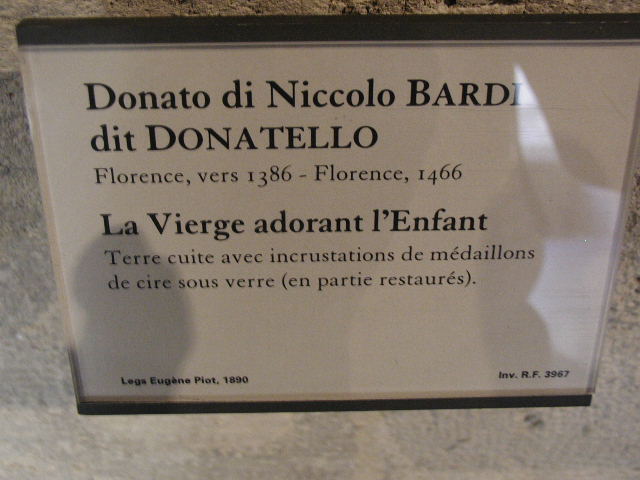 Donato di Niccolo BARDI
dit DONATELLO
Florence, vers 1386 - Florence, 1466
La Vierge adorant l'Enfant
Terre cuite avec incrustations de médaillons
de cire sous verre (en partie restaurés).
Legs Eugène Piot, 1890
Inv. R.F. 3967